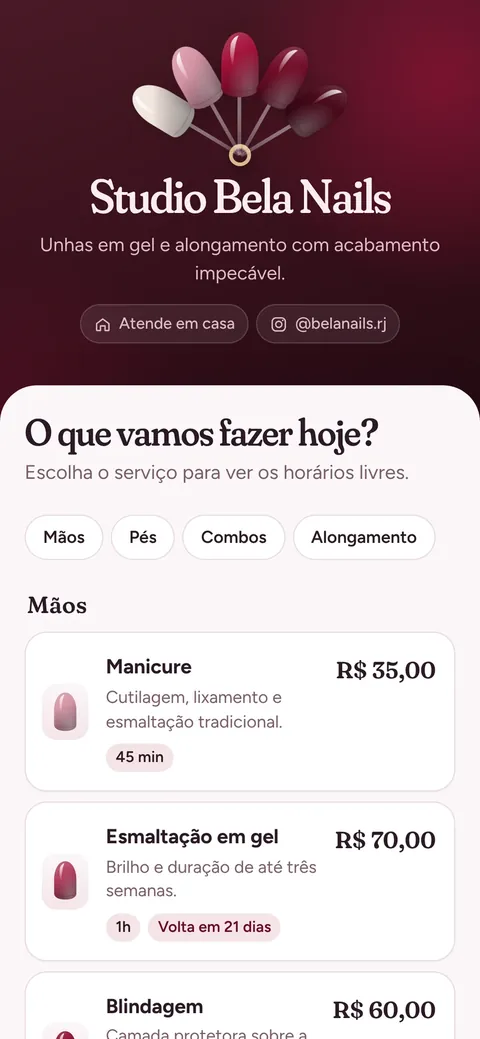 Studio Bela Nails
Unhas em gel e alongamento com acabamento
impecável.
Atende em casa
@belanails.rj
O que vamos fazer hoje?
Escolha o serviço para ver os horários livres.
Mãos
Pés
Combos
Alongamento
Mãos
Manicure
R$ 35,00
Cutilagem, lixamento e
esmaltação tradicional.
45 min
Esmaltação em gel
R$ 70,00
Brilho e duração de até três
semanas.
1h
Volta em 21 dias
Blindagem
R$ 60,00
Camada protetora sobre a